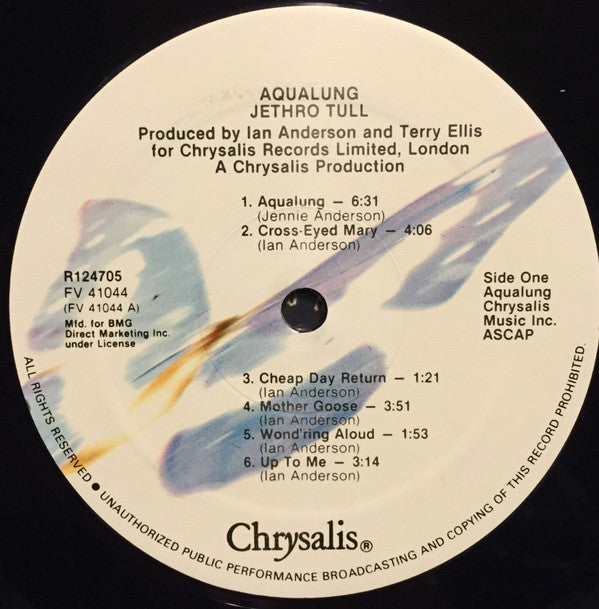 AQUALUNG
JETHRO TULL
Produced by Ian Anderson and Terry Ellis
for Chrysalis Records Limited, London
A Chrysalis Production
1. Aqualung — 6:31
(Jennie Anderson)
2. Cross-Eyed Mary — 4:06
(Ian Anderson)
R124705
FV 41044
(FV 41044 A)
Mfd. for BMG
Direct Marketing Inc.
under License
Side One
Aqualung
Chrysalis
Music Inc.
ASCAP
3. Cheap Day Return — 1:21
(Ian Anderson)
4. Mother Goose — 3:51
(Ian Anderson)
5. Wond'ring Aloud — 1:53
(Ian Anderson)
6. Up To Me — 3:14
(Ian Anderson)
Chrysalis®
ALL RIGHTS RESERVED ● UNAUTHORIZED PUBLIC PERFORMANCE BROADCASTING AND COPYING OF THIS RECORD PROHIBITED.